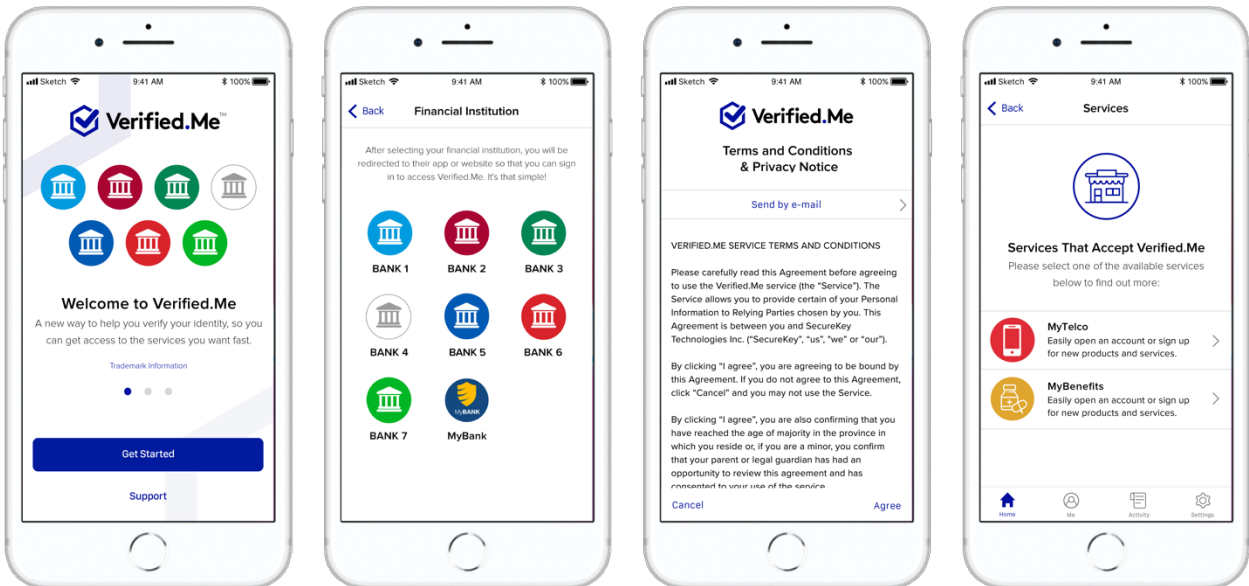 Sketch 9:41 AM 100%
Verified.Me™
Welcome to Verified.Me
A new way to help you verify your identity, so you
can get access to the services you want fast.
Trademark Information
Get Started
Support
Sketch 9:41 AM 100%
Back Financial Institution
After selecting your financial institution, you will be
redirected to their app or website so that you can sign
in to access Verified.Me. It's that simple!
BANK 1 BANK 2 BANK 3
BANK 4 BANK 5 BANK 6
MyBANK
BANK 7 MyBank
Sketch 9:41 AM 100%
Verified.Me
Terms and Conditions
& Privacy Notice
Send by e-mail
VERIFIED.ME SERVICE TERMS AND CONDITIONS
Please carefully read this Agreement before agreeing
to use the Verified.Me service (the “Service”). The
Service allows you to provide certain of your Personal
Information to Relying Parties chosen by you. This
Agreement is between you and SecureKey
Technologies Inc. (“SecureKey”, “us”, “we” or “our”).
By clicking “I agree”, you are agreeing to be bound by
this Agreement. If you do not agree to this Agreement,
click “Cancel” and you may not use the Service.
By clicking “I agree”, you are also confirming that you
have reached the age of majority in the province in
which you reside or, if you are a minor, you confirm
that your parent or legal guardian has had an
opportunity to review this agreement and has
consented to your use of the service
Cancel Agree
Sketch 9:41 AM 100%
Back Services
Services That Accept Verified.Me
Please select one of the available services
below to find out more:
MyTelco
Easily open an account or sign up
for new products and services.
MyBenefits
Easily open an account or sign up
for new products and services.
Home Me Activity Settings